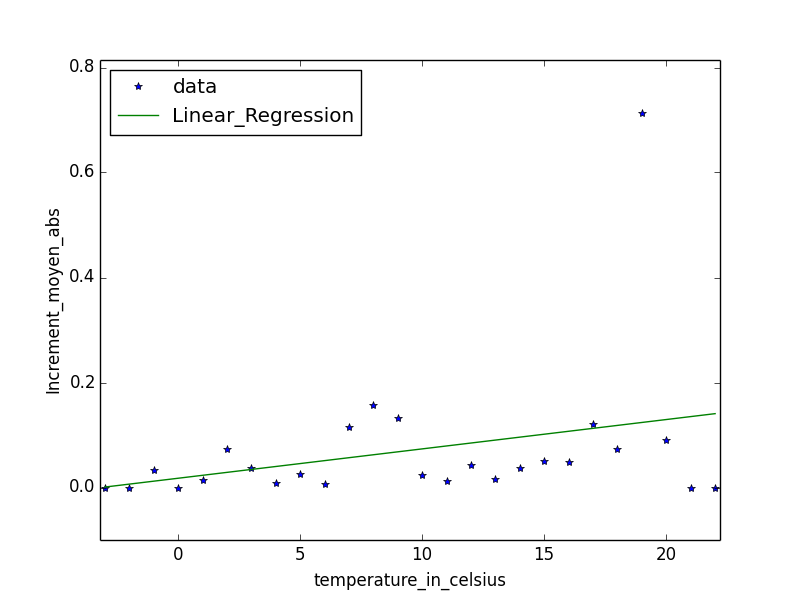 data
Linear_Regression
0.8
0.6
0.4
0.2
0.0
Increment_moyen_abs
0 5 10 15 20
temperature_in_celsius